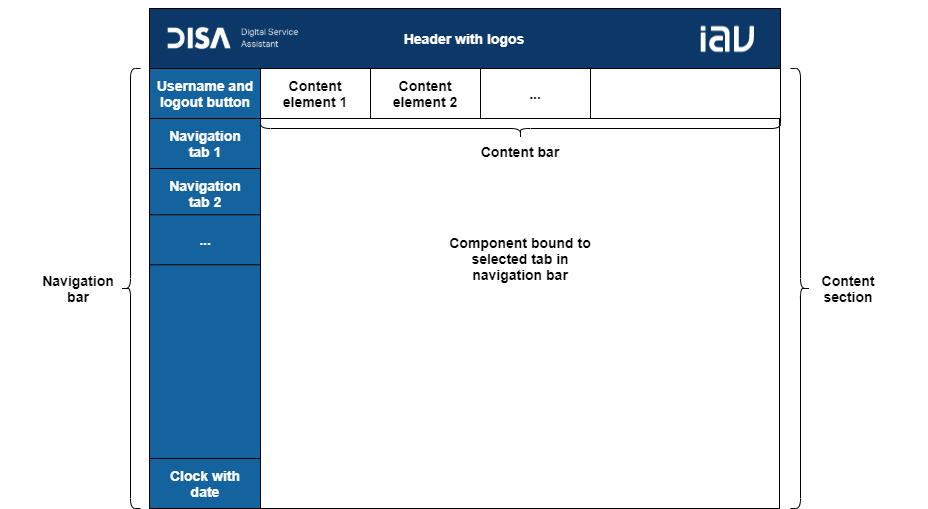 DISA
Digital Service
Assistant
Header with logos
iav
Username and
logout button
Content
element 1
Content
element 2
...
Navigation
tab 1
Content bar
Navigation
tab 2
...
Component bound to
selected tab in
navigation bar
Navigation
bar
Content
section
Clock with
date